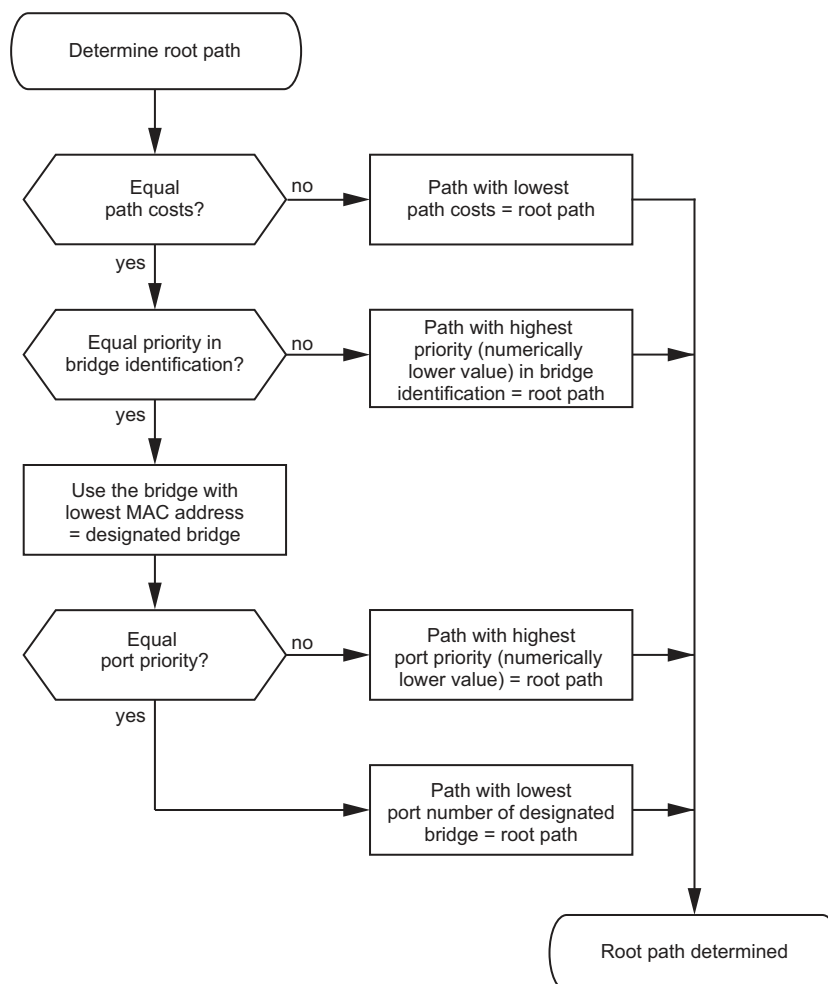 Determine root path
Equal
path costs?
no
Path with lowest
path costs = root path
yes
Equal priority in
bridge identification?
no
Path with highest
priority (numerically
lower value) in bridge
identification = root path
yes
Use the bridge with
lowest MAC address
= designated bridge
Equal
port priority?
no
Path with highest
port priority (numerically
lower value) = root path
yes
Path with lowest
port number of designated
bridge = root path
Root path determined